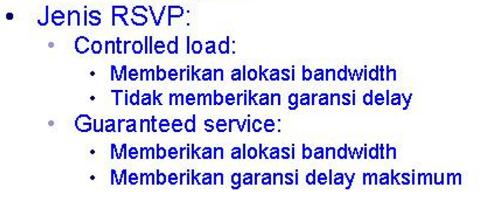 • Jenis RSVP:
• Controlled load:
• Memberikan alokasi bandwidth
• Tidak memberikan garansi delay
• Guaranteed service:
• Memberikan alokasi bandwidth
• Memberikan garansi delay maksimum